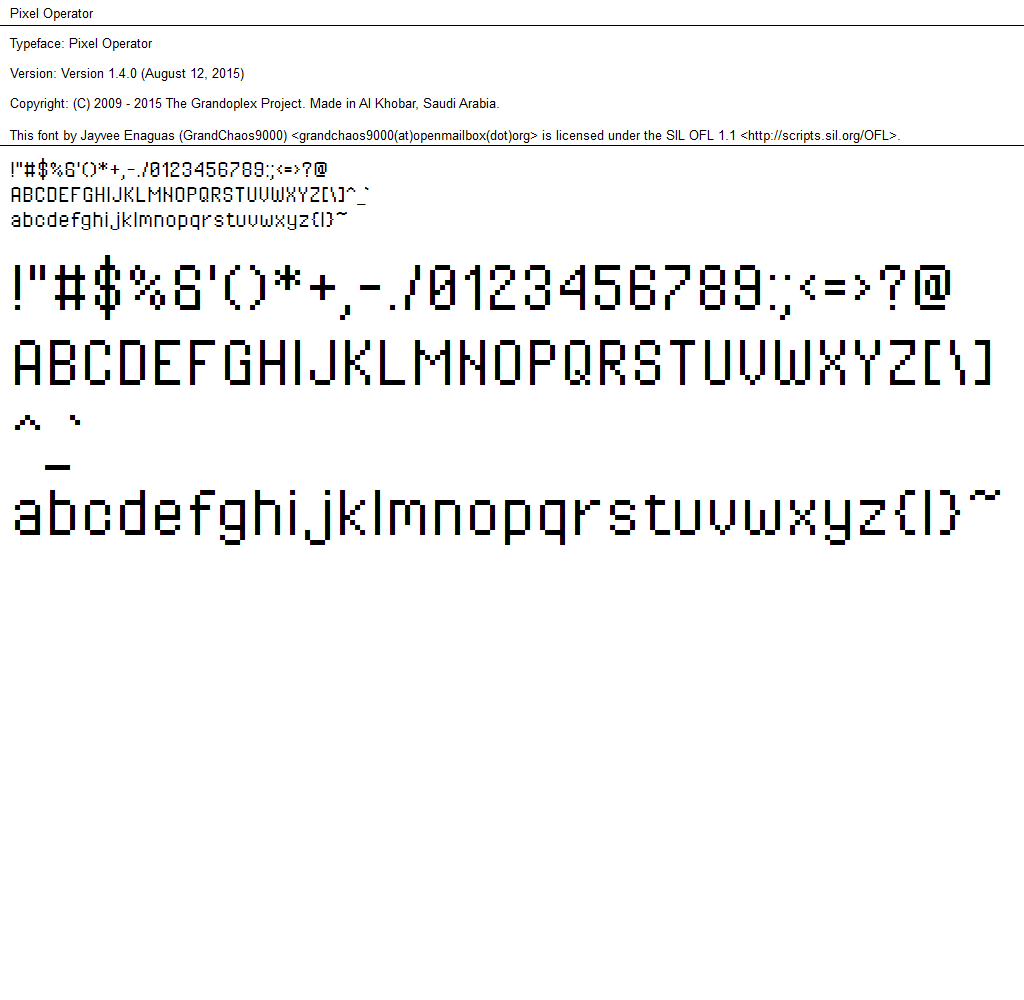 Pixel Operator
Typeface: Pixel Operator
Version: Version 1.4.0 (August 12, 2015)
Copyright: (C) 2009 - 2015 The Grandoplex Project. Made in Al Khobar, Saudi Arabia.
This font by Jayvee Enaguas (GrandChaos9000) <grandchaos9000(at)openmailbox(dot)org> is licensed under the SIL OFL 1.1 <http://scripts.sil.org/OFL>.
!"#$%&'()*+,-./0123456789:;<=>?@
ABCDEFGHIJKLMNOPQRSTUVWXYZ[\]^_`
abcdefghijklmnopqrstuvwxyz{|}~
!"#$%&'()*+,-./0123456789:;<=>?@
ABCDEFGHIJKLMNOPQRSTUVWXYZ[\]
^_`
abcdefghijklmnopqrstuvwxyz{|}~